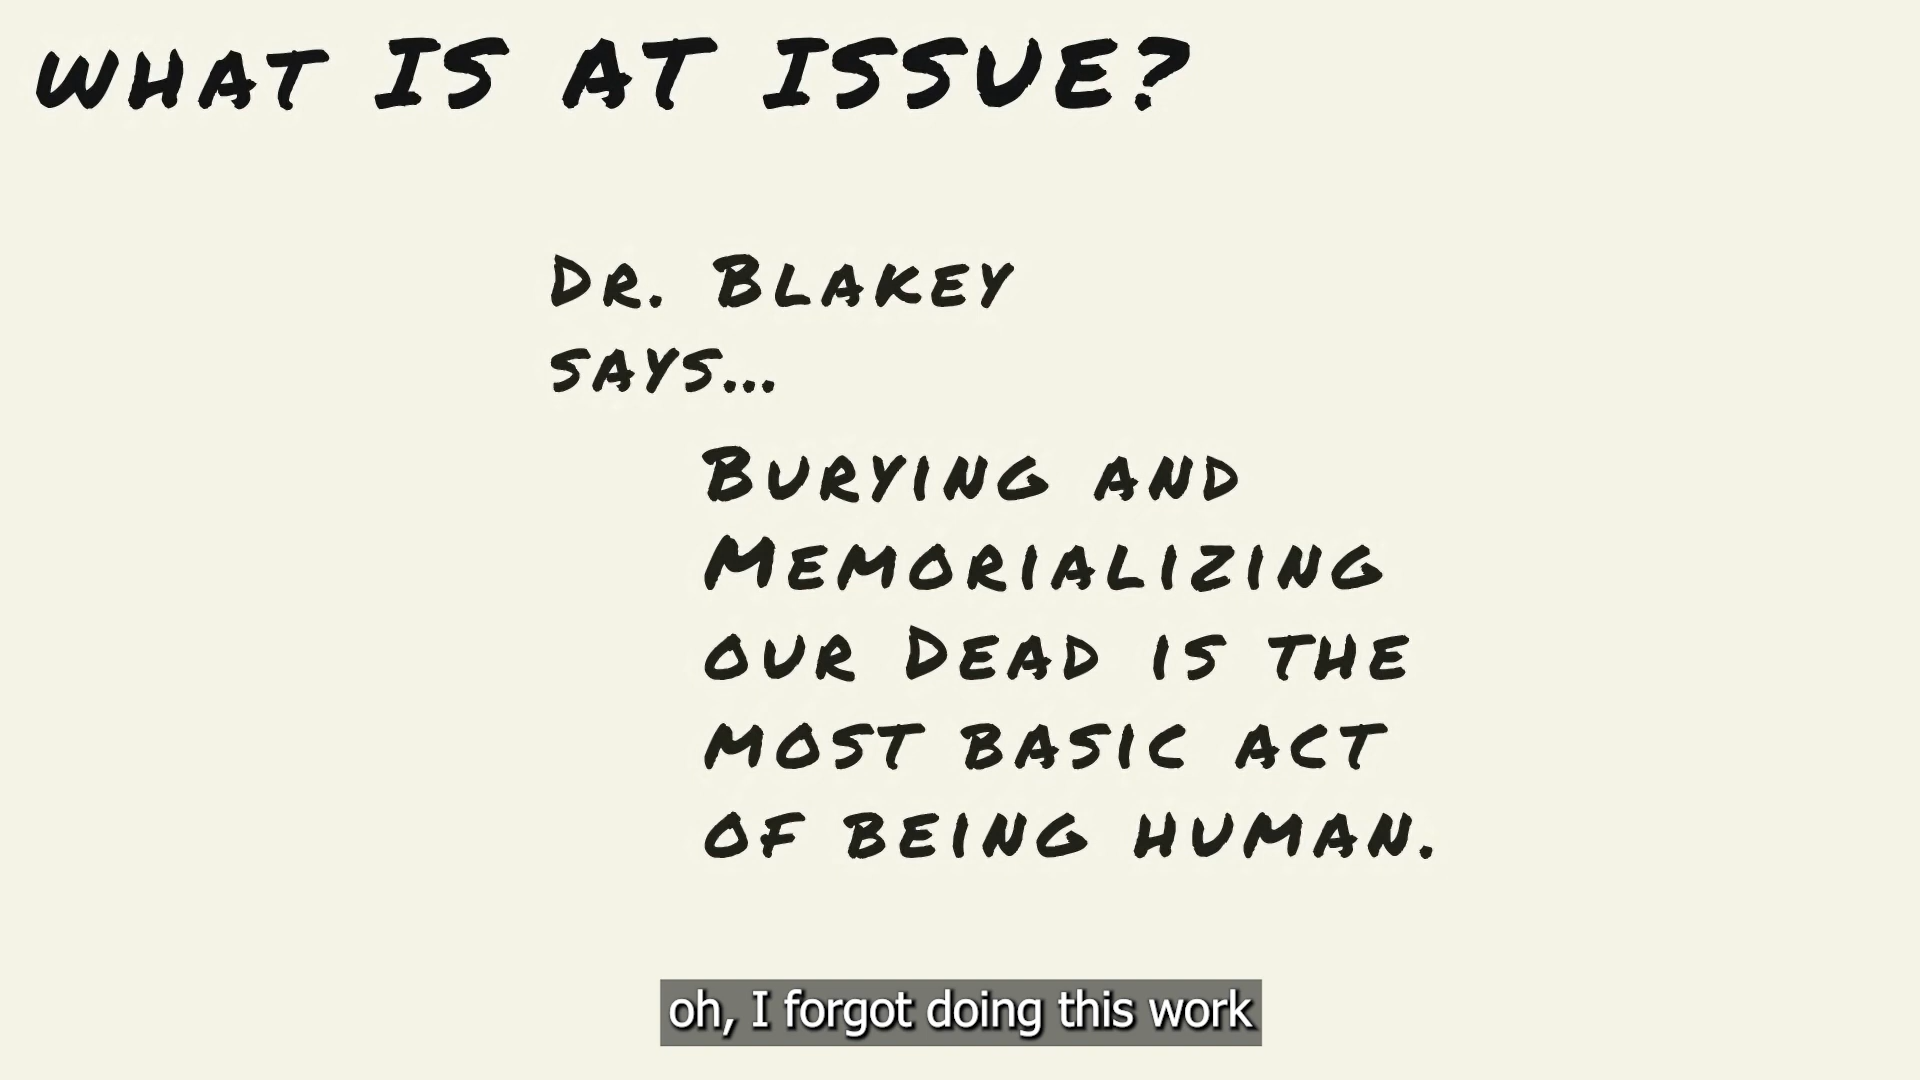 WHAT IS AT ISSUE?
DR. BLAKEY
SAYS...
BURYING AND
MEMORIALIZING
OUR DEAD IS THE
MOST BASIC ACT
OF BEING HUMAN.
oh, I forgot doing this work